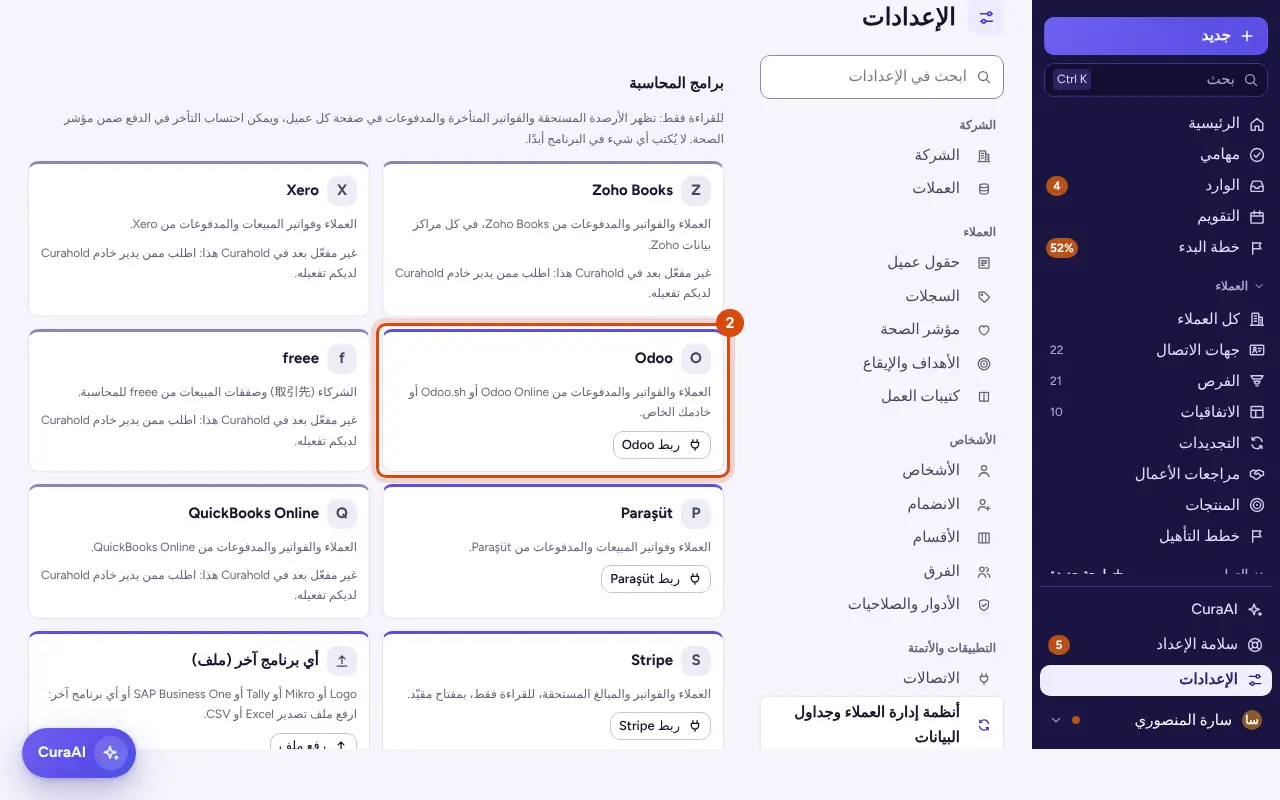 جديد
بحث
Ctrl K
الرئيسية
مهامي
الوارد
4
التقويم
خطة البدء
52%
العملاء
كل العملاء
جهات الاتصال
22
الفرص
21
الاتفاقيات
10
التجديدات
مراجعات الأعمال
المنتجات
خطط التأهيل
CuraAI
سلامة الإعداد
5
الإعدادات
سارة المنصوري
سا
الإعدادات
ابحث في الإعدادات
الشركة
الشركة
العملات
العملاء
حقول عميل
السجلات
مؤشر الصحة
الأهداف والإيقاع
كتيبات العمل
الأشخاص
الأشخاص
الانضمام
الأقسام
الفرق
الأدوار والصلاحيات
التطبيقات والأتمتة
الاتصالات
أنظمة إدارة العملاء وجداول
البيانات
برامج المحاسبة
للقراءة فقط: تظهر الأرصدة المستحقة والفواتير المتأخرة والمدفوعات في صفحة كل عميل، ويمكن احتساب التأخر في الدفع ضمن مؤشر
الصحة. لا يُكتب أي شيء في البرنامج أبدًا.
Z
Zoho Books
العملاء والفواتير والمدفوعات من Zoho Books، في كل مراكز
بيانات Zoho.
غير مفعّل بعد في Curahold هذا: اطلب ممن يدير خادم Curahold
لديكم تفعيله.
X
Xero
العملاء وفواتير المبيعات والمدفوعات من Xero.
غير مفعّل بعد في Curahold هذا: اطلب ممن يدير خادم Curahold
لديكم تفعيله.
2
O
Odoo
العملاء والفواتير والمدفوعات من Odoo Online أو Odoo.sh أو
خادمك الخاص.
ربط Odoo
f
freee
الشركاء (取引先) وصفقات المبيعات من freee للمحاسبة.
غير مفعّل بعد في Curahold هذا: اطلب ممن يدير خادم Curahold
لديكم تفعيله.
P
Paraşüt
العملاء وفواتير المبيعات والمدفوعات من Paraşüt.
ربط Paraşüt
Q
QuickBooks Online
العملاء والفواتير والمدفوعات من QuickBooks Online.
غير مفعّل بعد في Curahold هذا: اطلب ممن يدير خادم Curahold
لديكم تفعيله.
S
Stripe
العملاء والفواتير والمبالغ المستحقة، للقراءة فقط، بمفتاح مقيّد.
ربط Stripe
أي برنامج آخر (ملف)
Logo أو Mikro أو Tally أو SAP Business One أو أي برنامج آخر:
ارفع ملف تصدير Excel أو CSV.
رفع ملف
CuraAI